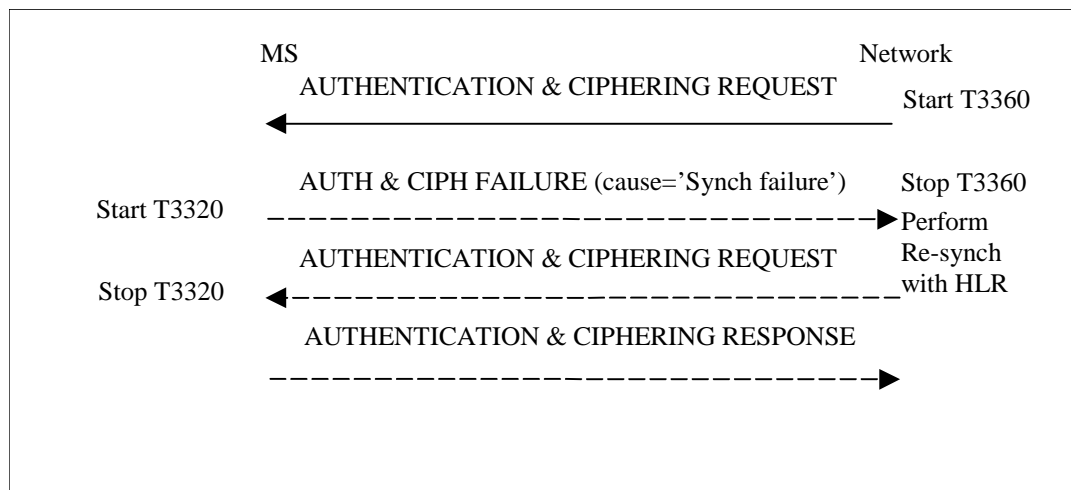 MS
Network
AUTHENTICATION & CIPHERING REQUEST
Start T3360
AUTH & CIPH FAILURE (cause='Synch failure')
Stop T3360
Start T3320
Perform
Re-synch
with HLR
AUTHENTICATION & CIPHERING REQUEST
Stop T3320
AUTHENTICATION & CIPHERING RESPONSE